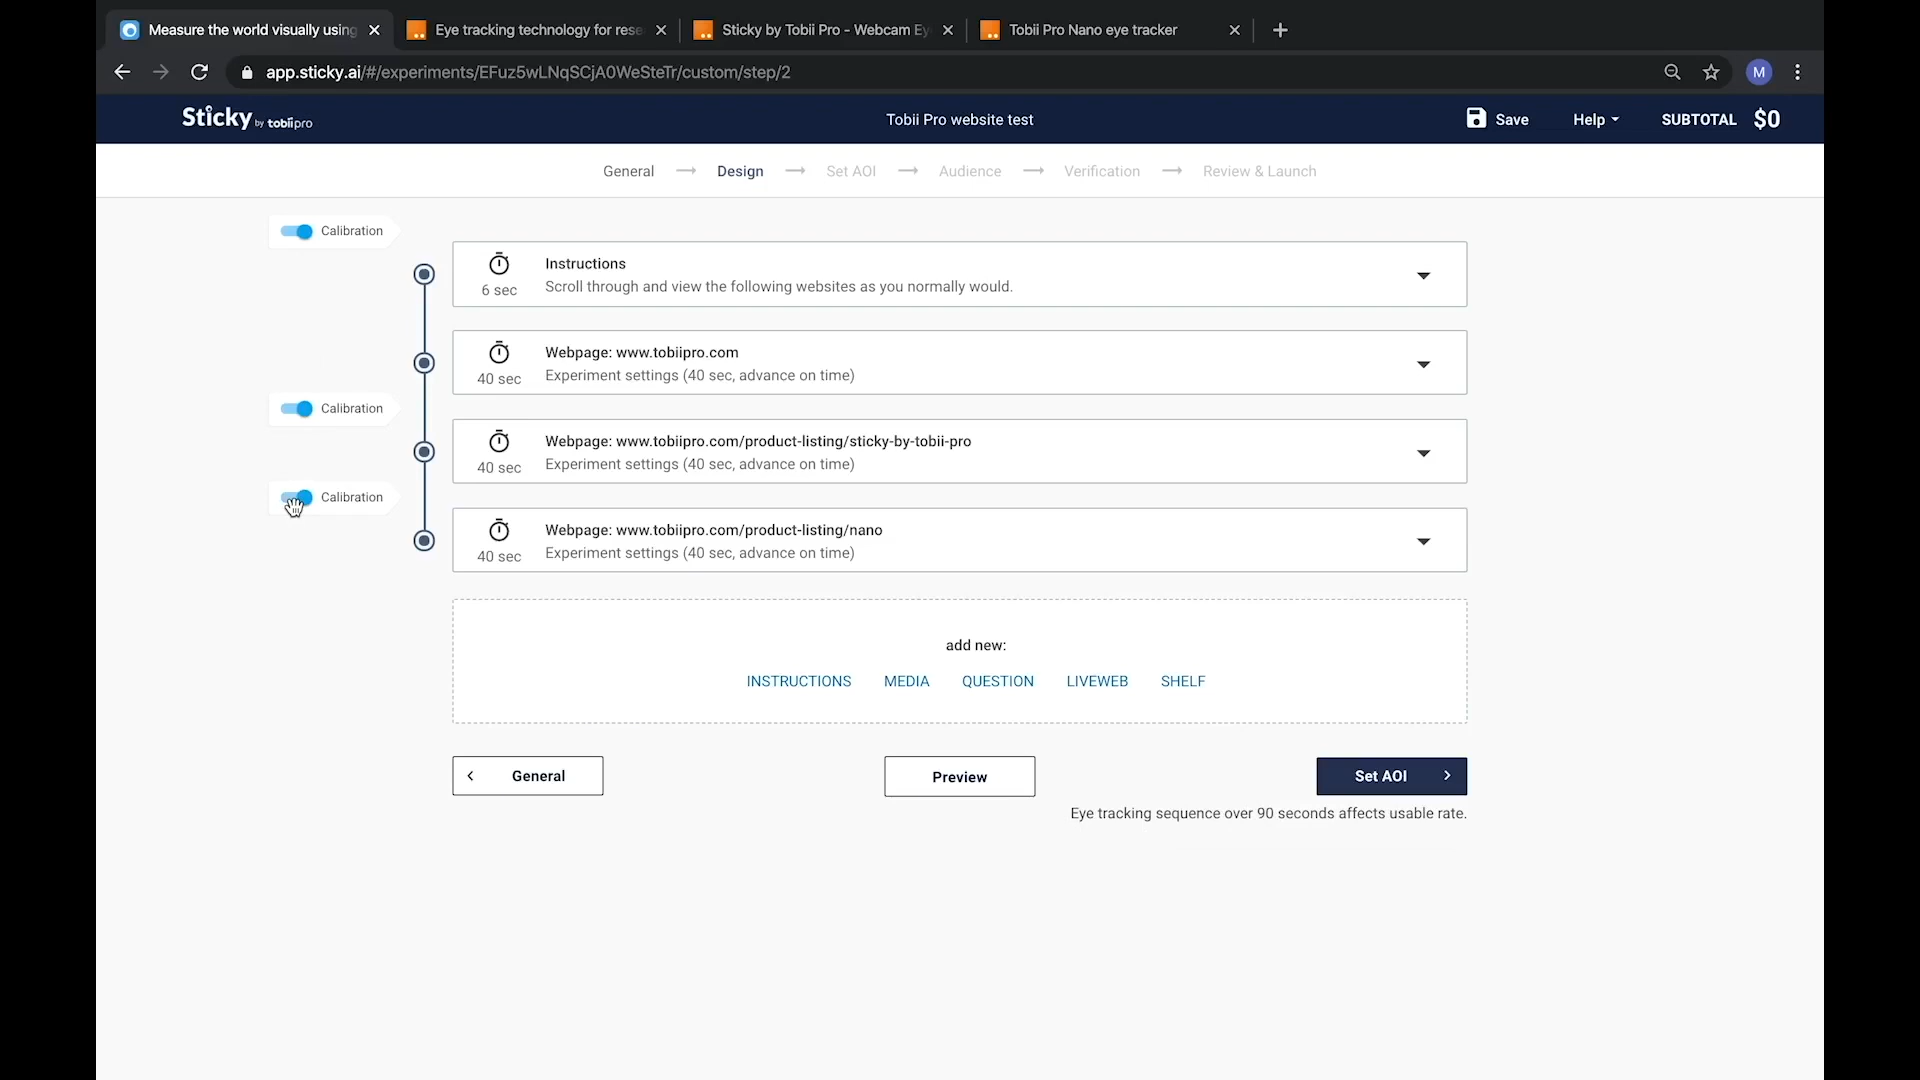 Measure the world visually using
Eye tracking technology for rese
Sticky by Tobii Pro - Webcam Ey
Tobii Pro Nano eye tracker
app.sticky.ai/#/experiments/EFuz5wLNqSCjA0WeSteTr/custom/step/2
M
Sticky by tobiipro
Tobii Pro website test
Save
Help
SUBTOTAL $0
General
Design
Set AOI
Audience
Verification
Review & Launch
Calibration
Instructions
6 sec
Scroll through and view the following websites as you normally would.
Webpage: www.tobiipro.com
40 sec
Experiment settings (40 sec, advance on time)
Calibration
Webpage: www.tobiipro.com/product-listing/sticky-by-tobii-pro
40 sec
Experiment settings (40 sec, advance on time)
Calibration
Webpage: www.tobiipro.com/product-listing/nano
40 sec
Experiment settings (40 sec, advance on time)
add new:
INSTRUCTIONS MEDIA QUESTION LIVEWEB SHELF
General
Preview
Set AOI
Eye tracking sequence over 90 seconds affects usable rate.